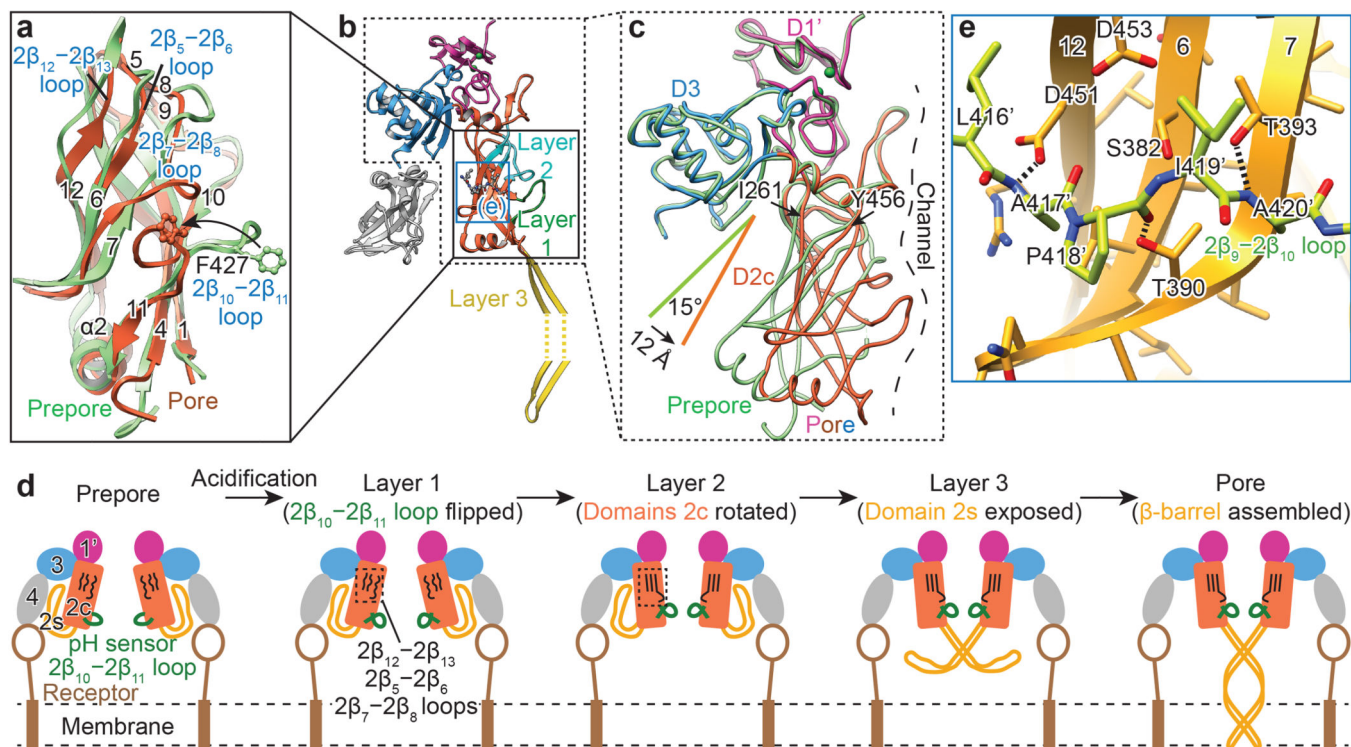 a
2β₁₂−2β₁₃
loop
2β₅−2β₆
loop
5
8
9
2β₇−2β₈
loop
12
6
10
7
F427
2β₁₀−2β₁₁
loop
11
α2
4
1
Prepore
Pore
b
Layer
2
(e)
Layer
1
Layer 3
c
D1’
D3
I261
Y456
Channel
D2c
15°
12 Å
Prepore
Pore
e
D453
12
6
7
D451
L416’
T393
S382
I419’
A417’
A420’
P418’
2β₉−2β₁₀ loop
T390
d
Prepore
Acidification
Layer 1
(2β₁₀−2β₁₁ loop flipped)
Layer 2
(Domains 2c rotated)
Layer 3
(Domain 2s exposed)
Pore
(β-barrel assembled)
1’
3
4
2c
2s
pH sensor
2β₁₀−2β₁₁ loop
Receptor
Membrane
2β₁₂−2β₁₃
2β₅−2β₆
2β₇−2β₈ loops